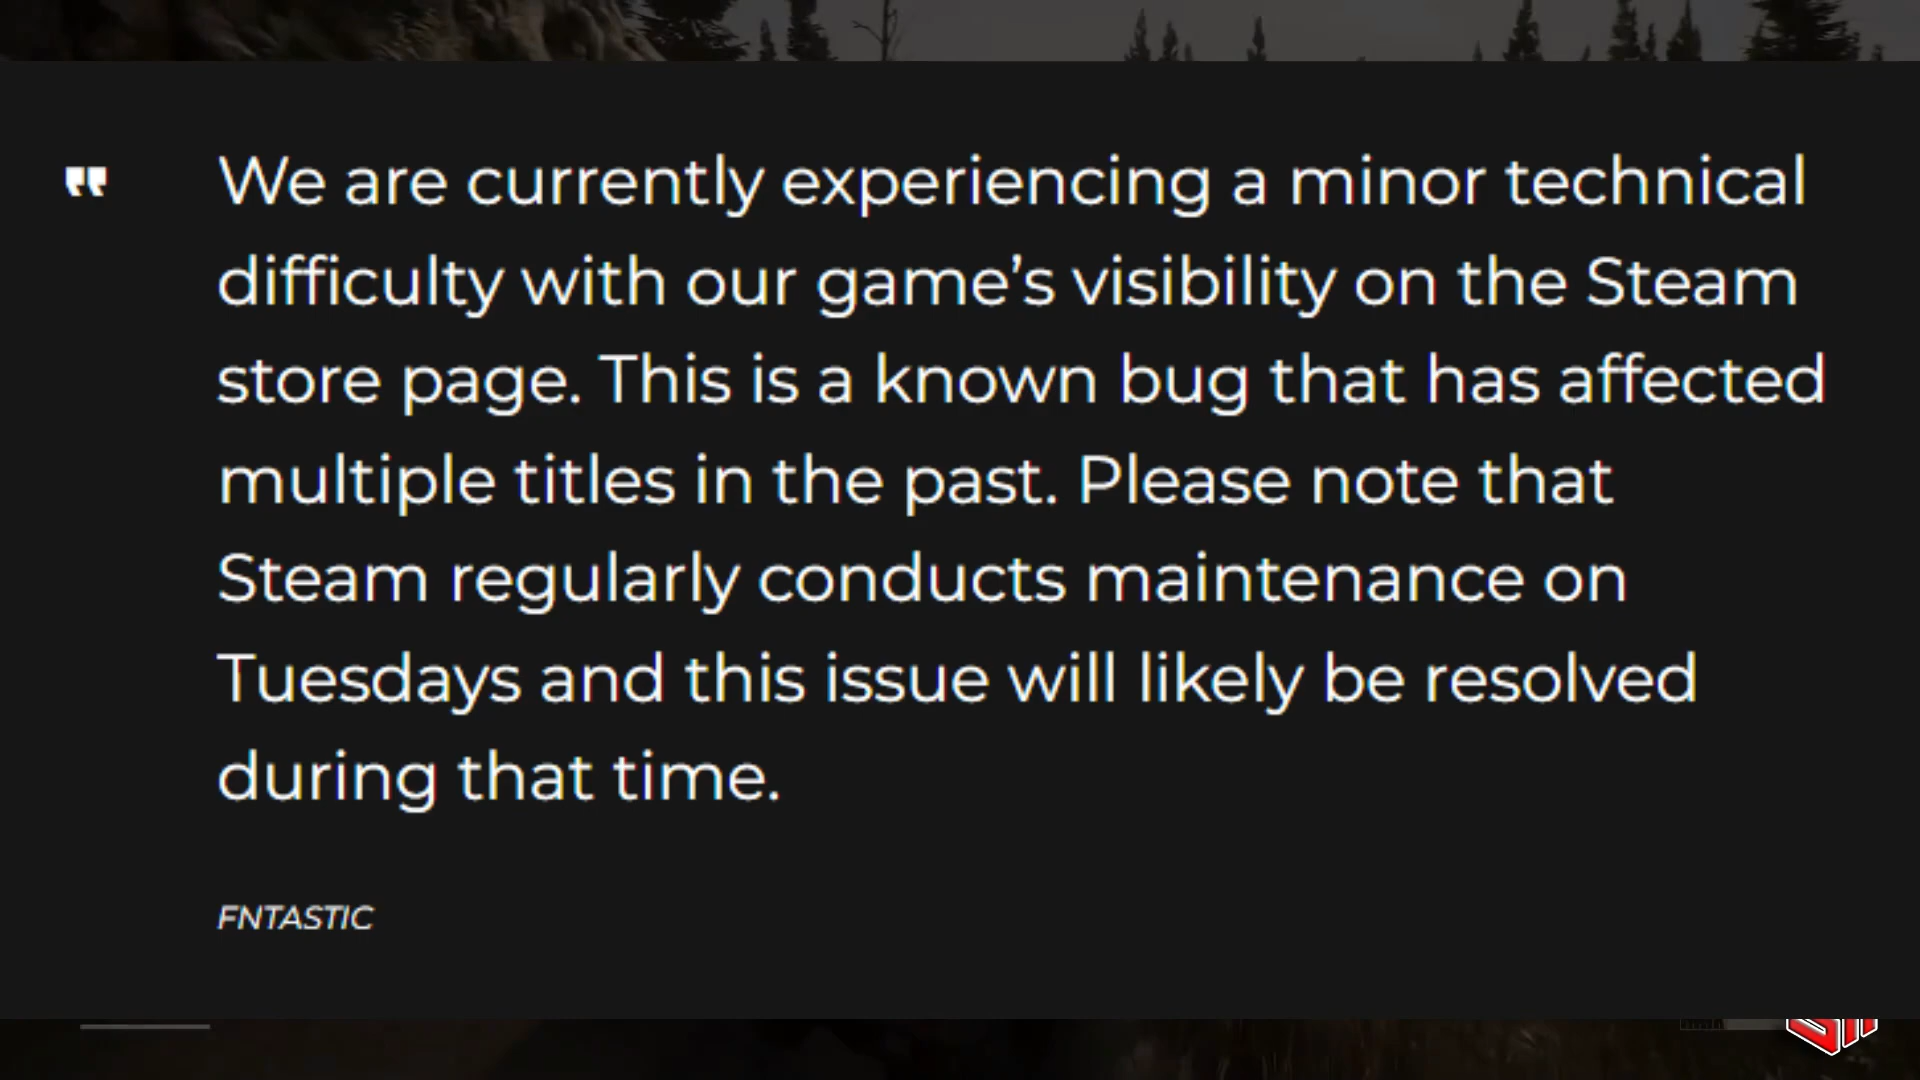 ❞ We are currently experiencing a minor technical
difficulty with our game’s visibility on the Steam
store page. This is a known bug that has affected
multiple titles in the past. Please note that
Steam regularly conducts maintenance on
Tuesdays and this issue will likely be resolved
during that time.
FNTASTIC